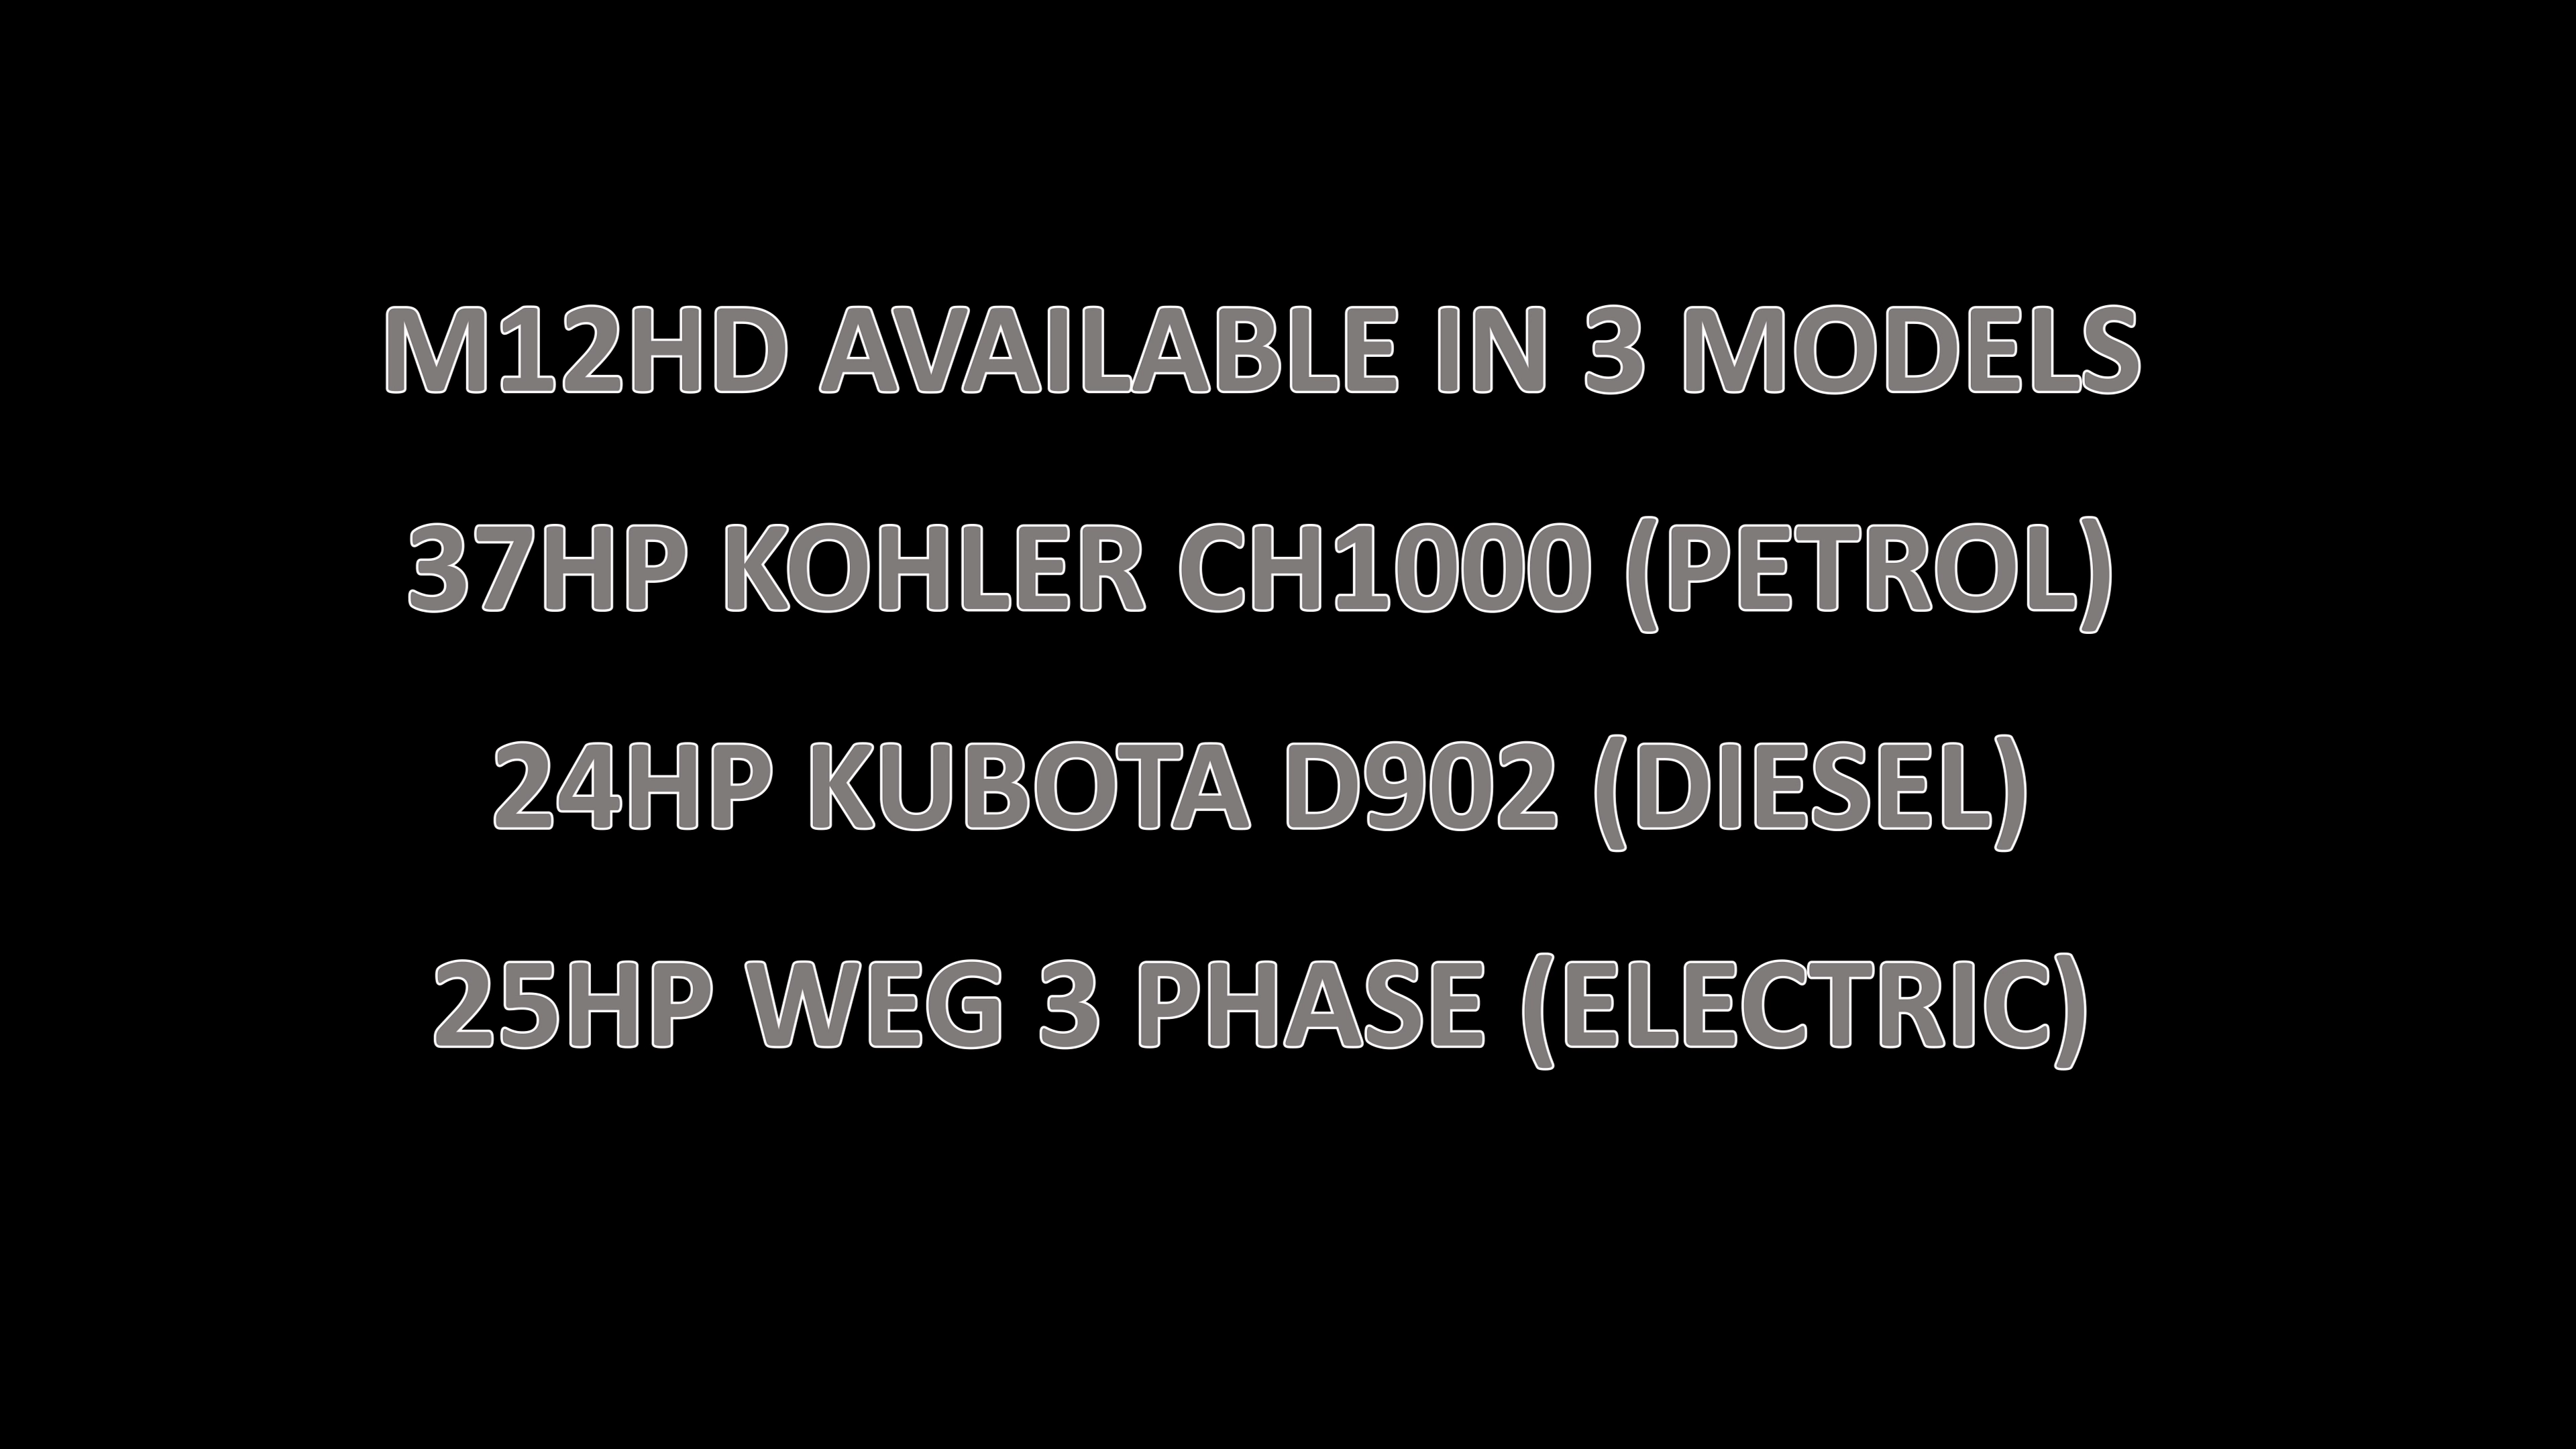 M12HD AVAILABLE IN 3 MODELS
37HP KOHLER CH1000 (PETROL)
24HP KUBOTA D902 (DIESEL)
25HP WEG 3 PHASE (ELECTRIC)